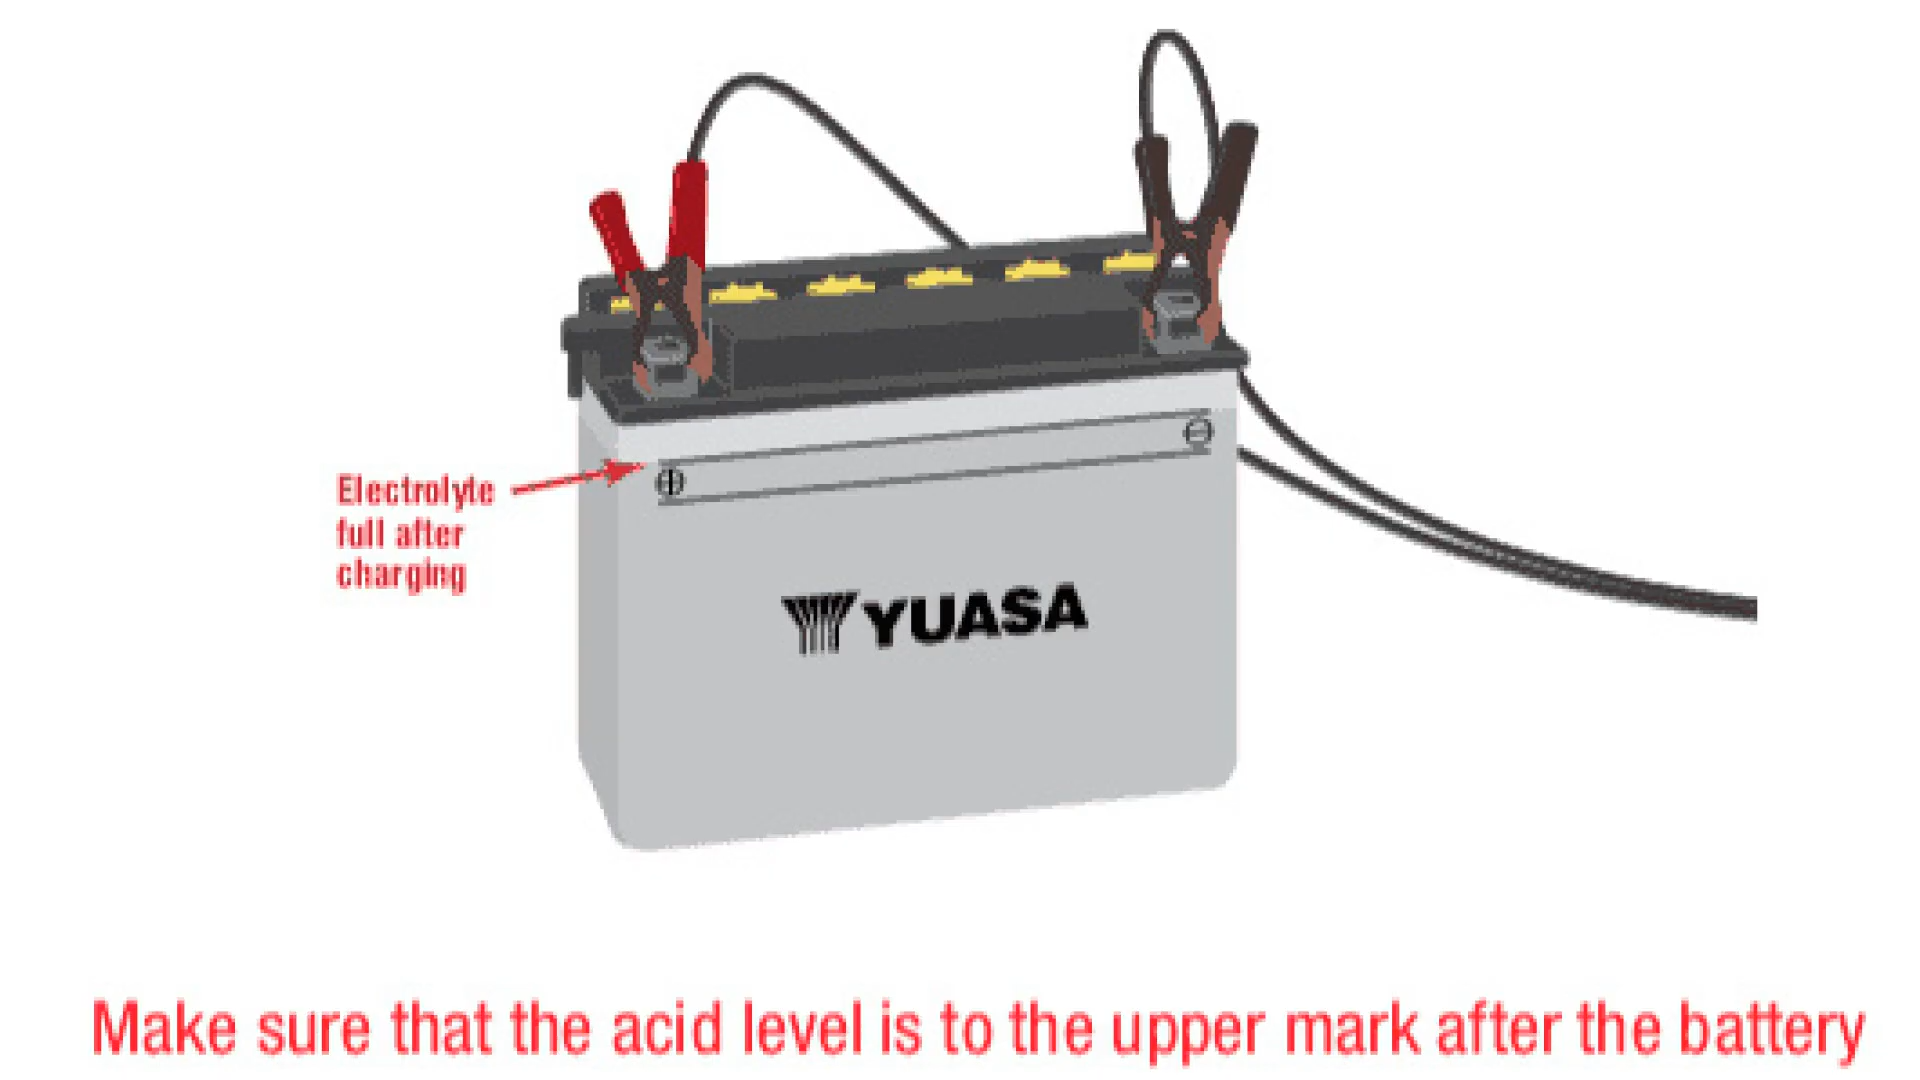 Electrolyte
full after
charging
YUASA
Make sure that the acid level is to the upper mark after the battery